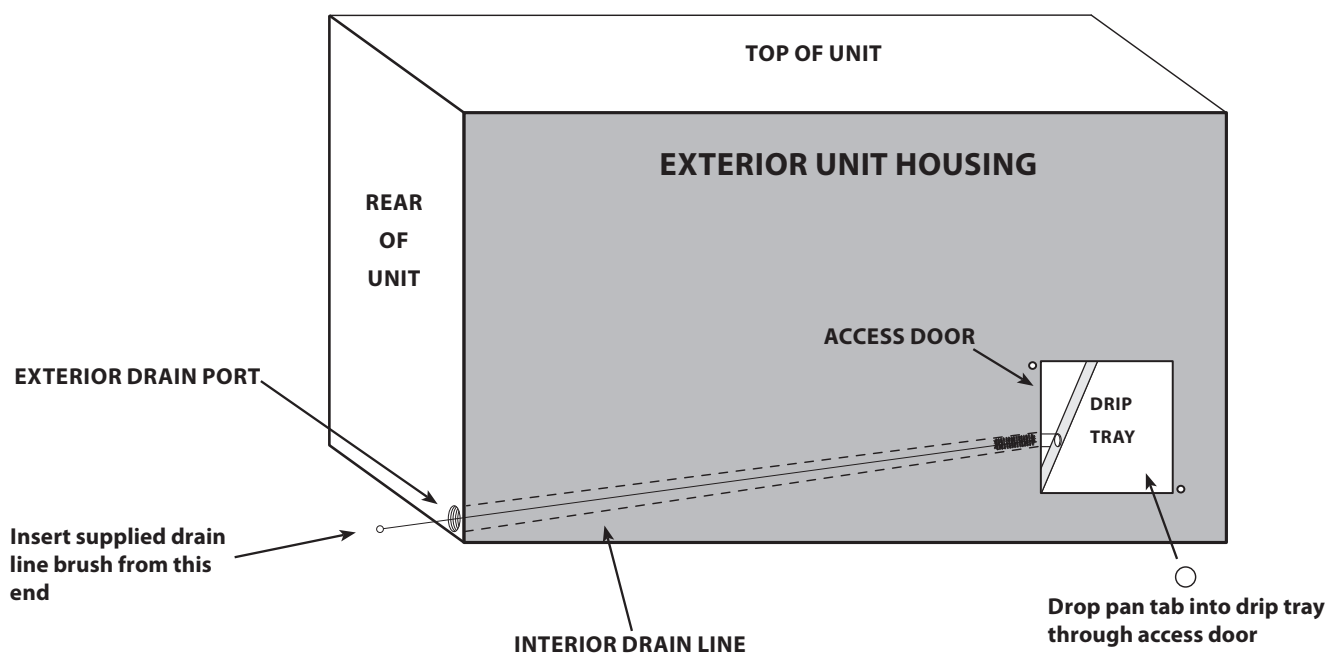 TOP OF UNIT
EXTERIOR UNIT HOUSING
REAR
OF
UNIT
ACCESS DOOR
EXTERIOR DRAIN PORT
DRIP
TRAY
Insert supplied drain
line brush from this
end
Drop pan tab into drip tray
through access door
INTERIOR DRAIN LINE